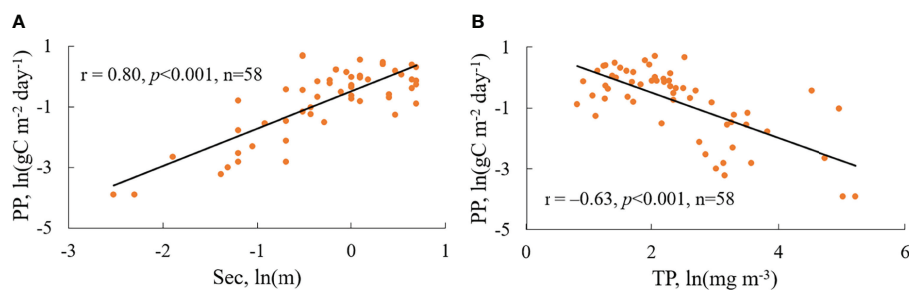 A
B
PP, ln(gC m⁻² day⁻¹)
1
-1
-3
-5
r = 0.80, p<0.001, n=58
-3
-2
-1
0
1
Sec, ln(m)
PP, ln(gC m⁻² day⁻¹)
1
-1
-3
-5
r = –0.63, p<0.001, n=58
0
2
4
6
TP, ln(mg m⁻³)